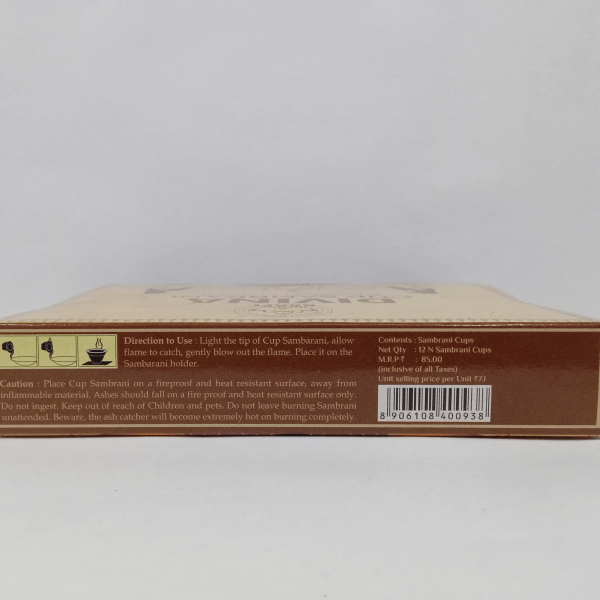 DIVINA
Direction to Use : Light the tip of Cup Sambarani, allow
flame to catch, gently blow out the flame. Place it on the
Sambarani holder.
Caution : Place Cup Sambrani on a fireproof and heat resistant surface, away from
inflammable material. Ashes should fall on a fire proof and heat resistant surface only.
Do not ingest. Keep out of reach of Children and pets. Do not leave burning Sambrani
unattended. Beware, the ash catcher will become extremely hot on burning completely.
Contents : Sambrani Cups
Net Qty : 12 N Sambrani Cups
M.R.P ₹ : 85.00
(inclusive of all Taxes)
Unit selling price per Unit ₹7.1
8 906108 400938